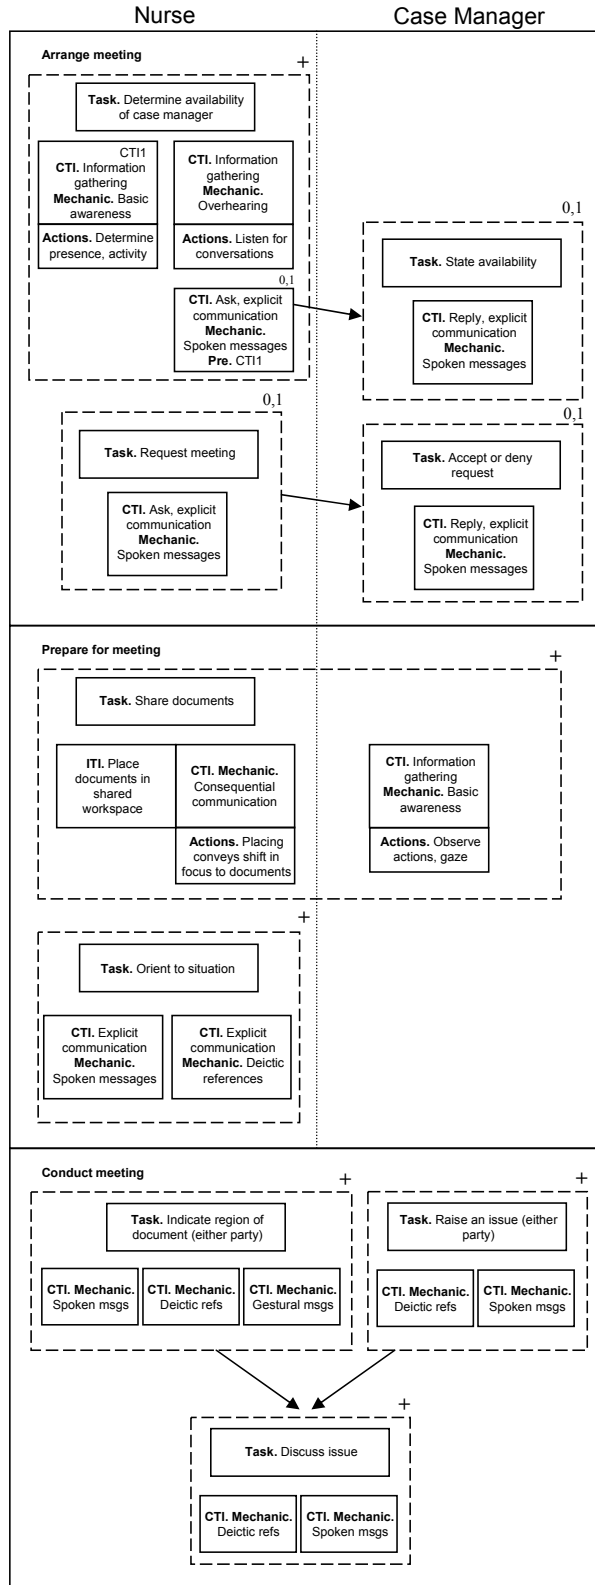 Nurse
Case Manager
Arrange meeting
+
Task. Determine availability
of case manager
CTI1
CTI. Information
gathering
Mechanic. Basic
awareness
Actions. Determine
presence, activity
CTI. Information
gathering
Mechanic.
Overhearing
Actions. Listen for
conversations
0,1
CTI. Ask, explicit
communication
Mechanic.
Spoken messages
Pre. CTI1
0,1
Task. State availability
CTI. Reply, explicit
communication
Mechanic.
Spoken messages
0,1
Task. Request meeting
CTI. Ask, explicit
communication
Mechanic.
Spoken messages
0,1
Task. Accept or deny
request
CTI. Reply, explicit
communication
Mechanic.
Spoken messages
Prepare for meeting
+
Task. Share documents
ITI. Place
documents in
shared
workspace
CTI. Mechanic.
Consequential
communication
Actions. Placing
conveys shift in
focus to documents
CTI. Information
gathering
Mechanic. Basic
awareness
Actions. Observe
actions, gaze
+
Task. Orient to situation
CTI. Explicit
communication
Mechanic.
Spoken messages
CTI. Explicit
communication
Mechanic. Deictic
references
Conduct meeting
+
Task. Indicate region of
document (either party)
CTI. Mechanic.
Spoken msgs
CTI. Mechanic.
Deictic refs
CTI. Mechanic.
Gestural msgs
+
Task. Raise an issue (either
party)
CTI. Mechanic.
Deictic refs
CTI. Mechanic.
Spoken msgs
+
Task. Discuss issue
CTI. Mechanic.
Deictic refs
CTI. Mechanic.
Spoken msgs